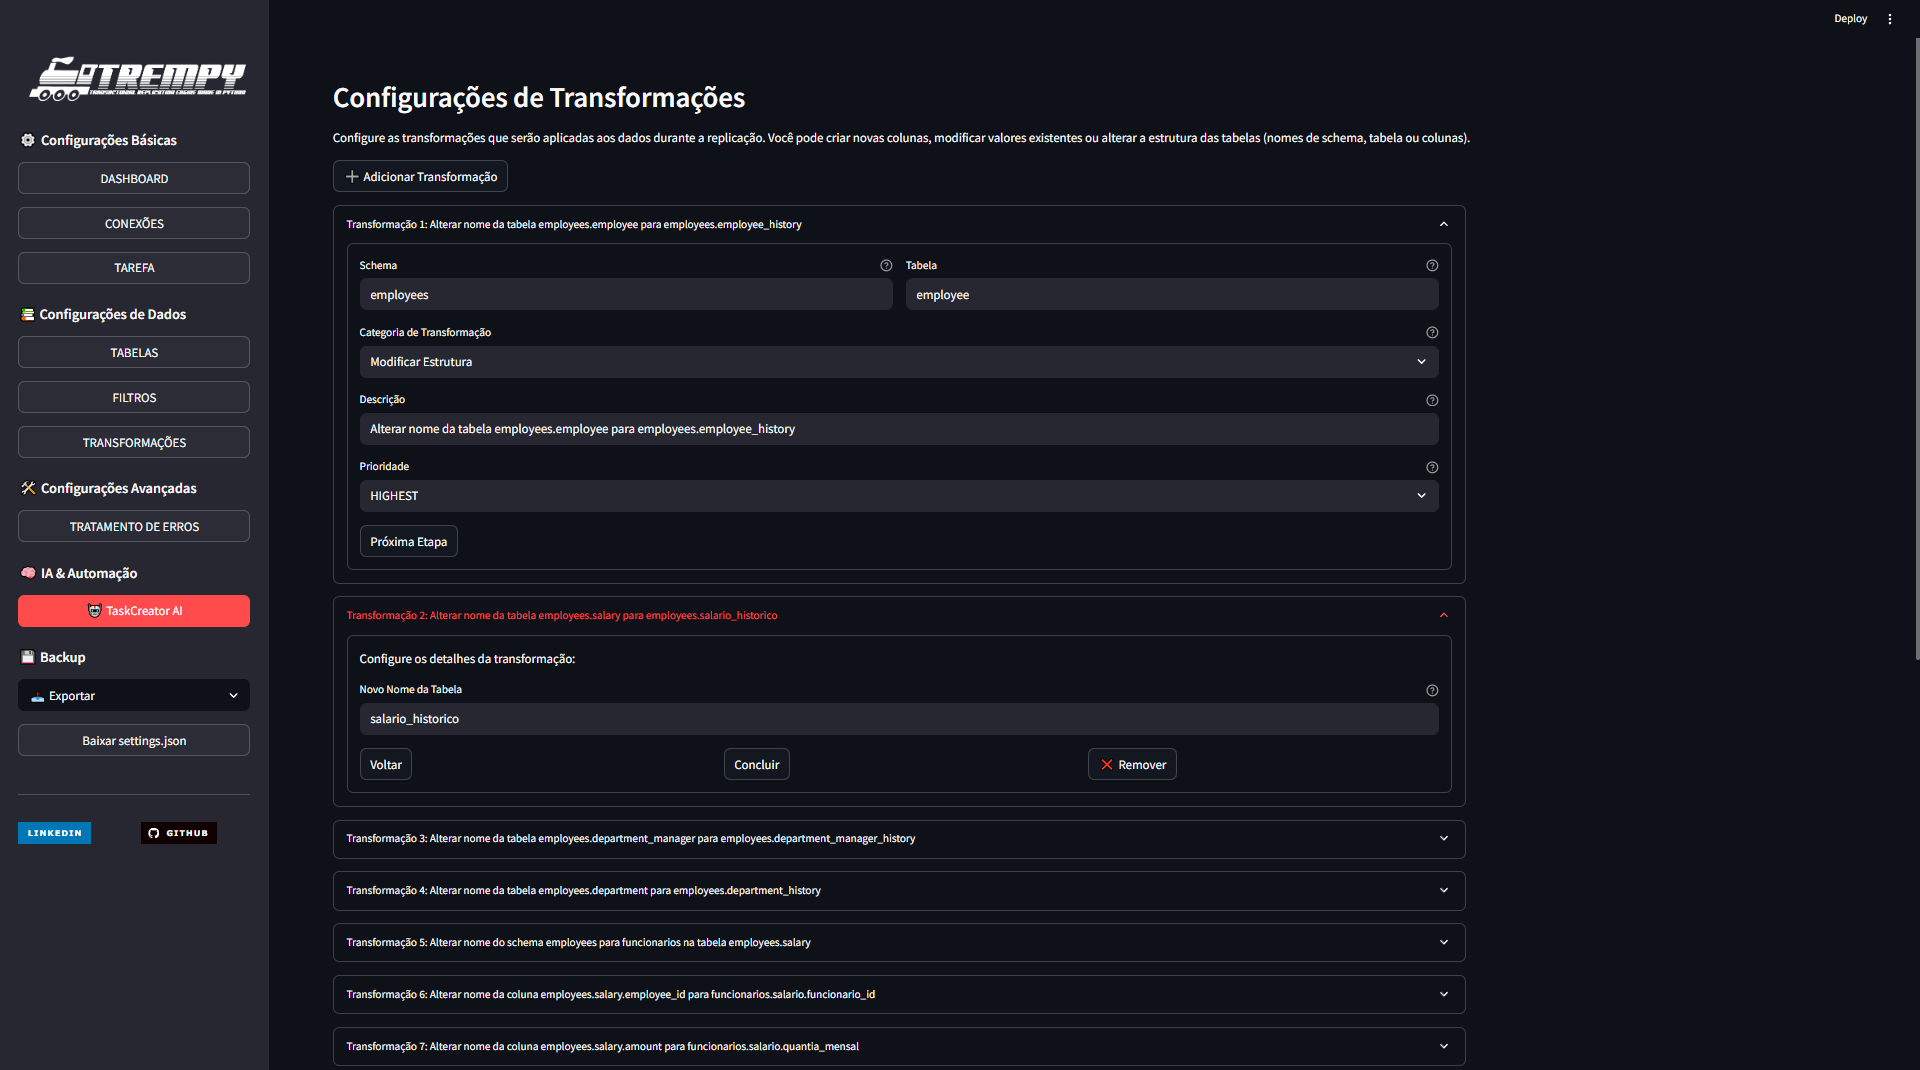 TREMPY
TRANSACTIONAL REPLICATION ENGINE MADE IN PYTHON
Configurações Básicas
DASHBOARD
CONEXÕES
TAREFA
Configurações de Dados
TABELAS
FILTROS
TRANSFORMAÇÕES
Configurações Avançadas
TRATAMENTO DE ERROS
IA & Automação
TaskCreator AI
Backup
Exportar
Baixar settings.json
LINKEDIN
GITHUB
Deploy
Configurações de Transformações
Configure as transformações que serão aplicadas aos dados durante a replicação. Você pode criar novas colunas, modificar valores existentes ou alterar a estrutura das tabelas (nomes de schema, tabela ou colunas).
Adicionar Transformação
Transformação 1: Alterar nome da tabela employees.employee para employees.employee_history
Schema
Tabela
employees
employee
Categoria de Transformação
Modificar Estrutura
Descrição
Alterar nome da tabela employees.employee para employees.employee_history
Prioridade
HIGHEST
Próxima Etapa
Transformação 2: Alterar nome da tabela employees.salary para employees.salario_historico
Configure os detalhes da transformação:
Novo Nome da Tabela
salario_historico
Voltar
Concluir
Remover
Transformação 3: Alterar nome da tabela employees.department_manager para employees.department_manager_history
Transformação 4: Alterar nome da tabela employees.department para employees.department_history
Transformação 5: Alterar nome do schema employees para funcionarios na tabela employees.salary
Transformação 6: Alterar nome da coluna employees.salary.employee_id para funcionarios.salario.funcionario_id
Transformação 7: Alterar nome da coluna employees.salary.amount para funcionarios.salario.quantia_mensal